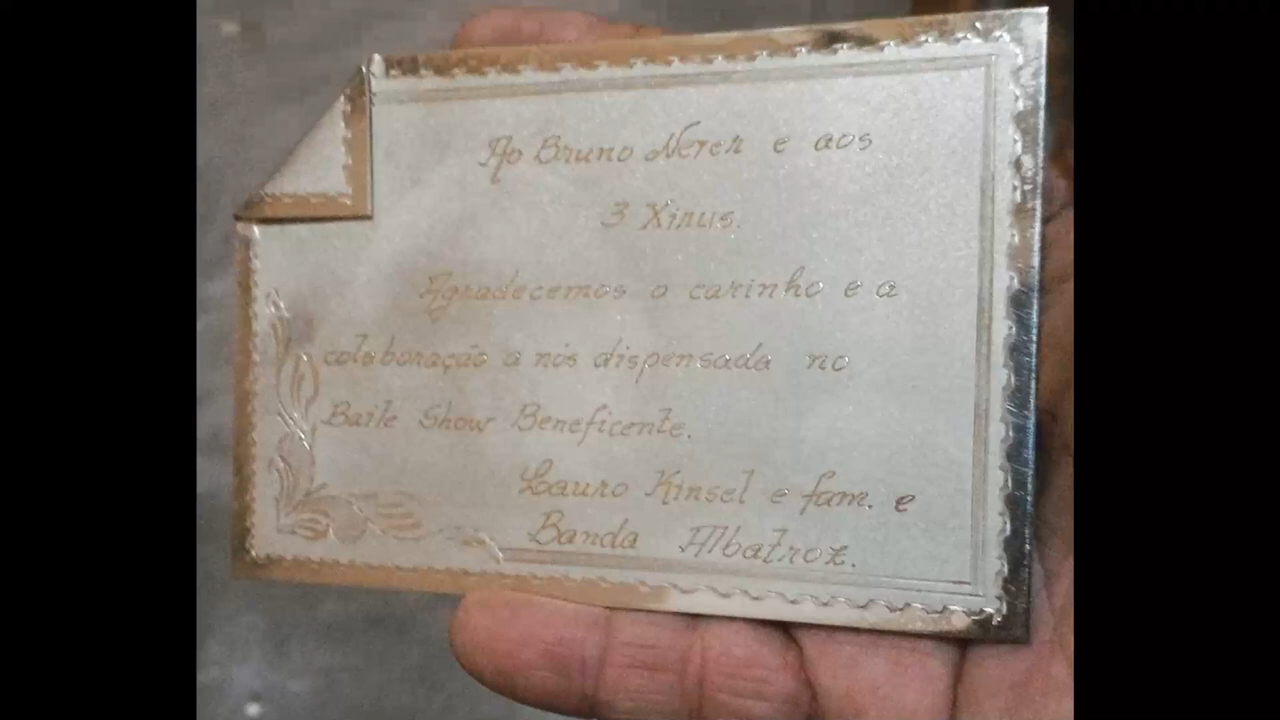 Ao Bruno Neren e aos
3 Xirus.
Agradecemos o carinho e a
colaboração a nós dispensada no
Baile Show Beneficente.
Lauro Kinsel e fam. e
Banda Albatroz.